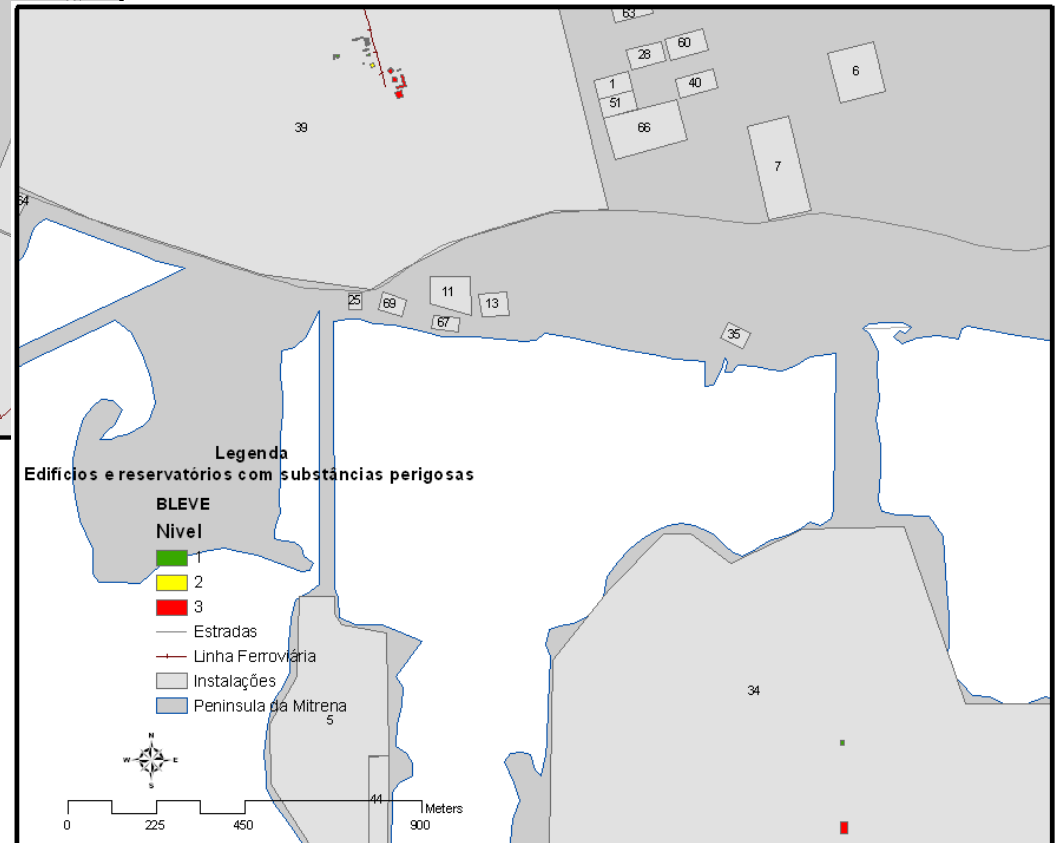 63
28
60
6
1
40
51
66
39
7
64
25
69
11
13
67
35
Legenda
Edifícios e reservatórios com substâncias perigosas
BLEVE
Nivel
1
2
3
Estradas
Linha Ferroviária
Instalações
Peninsula da Mitrena
34
5
N
W E
S
44
Meters
0 225 450 900